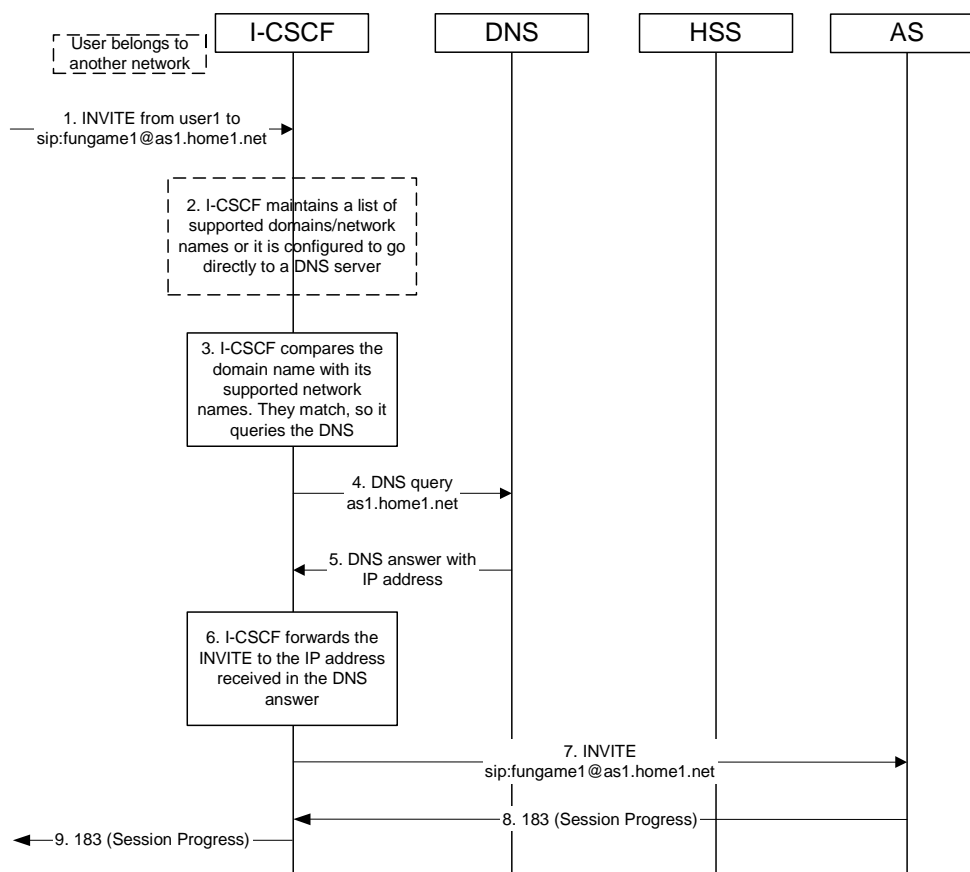 I-CSCF
DNS
HSS
AS
User belongs to
another network
1. INVITE from user1 to
sip:fungame1@as1.home1.net
2. I-CSCF maintains a list of
supported domains/network
names or it is configured to go
directly to a DNS server
3. I-CSCF compares the
domain name with its
supported network
names. They match, so it
queries the DNS
4. DNS query
as1.home1.net
5. DNS answer with
IP address
6. I-CSCF forwards the
INVITE to the IP address
received in the DNS
answer
7. INVITE
sip:fungame1@as1.home1.net
8. 183 (Session Progress)
9. 183 (Session Progress)